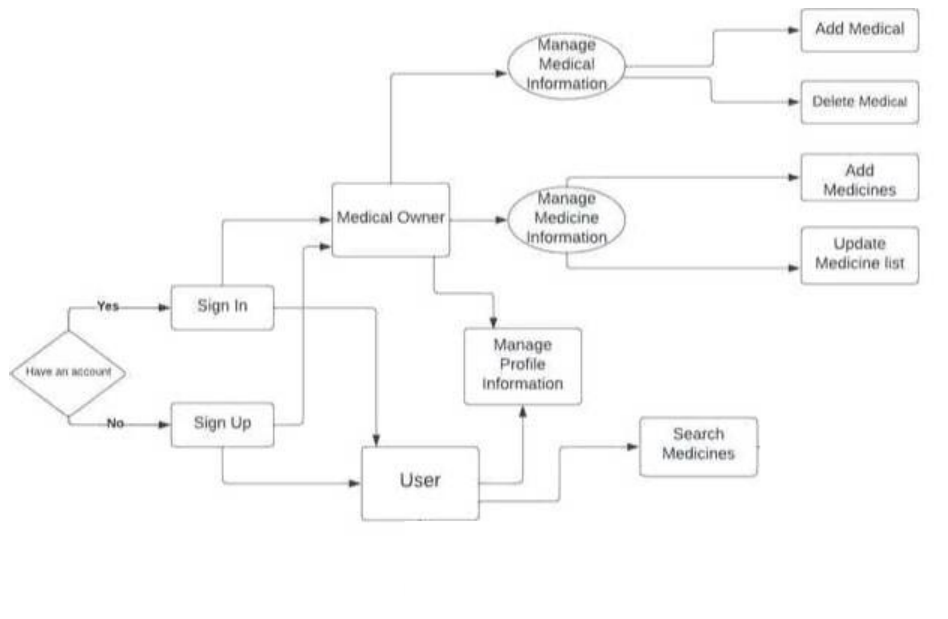 Manage
Medical
Information
Add Medical
Delete Medical
Medical Owner
Manage
Medicine
Information
Add
Medicines
Update
Medicine list
Yes
Sign In
Have an account
No
Sign Up
Manage
Profile
Information
User
Search
Medicines